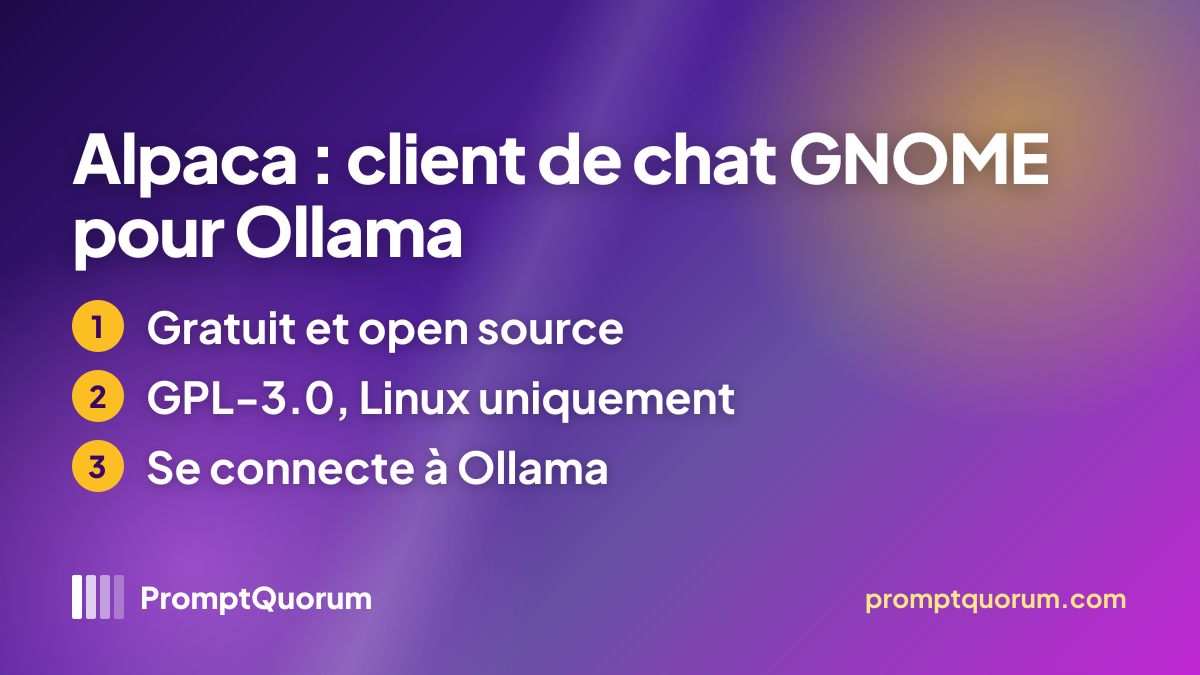 Alpaca : client de chat GNOME
pour Ollama
1 Gratuit et open source
2 GPL-3.0, Linux uniquement
3 Se connecte à Ollama
PromptQuorum
promptquorum.com